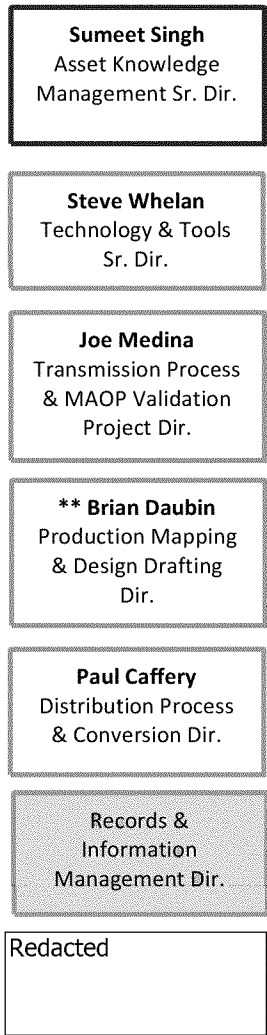 Sumeet Singh
Asset Knowledge
Management Sr. Dir.
Steve Whelan
Technology & Tools
Sr. Dir.
Joe Medina
Transmission Process
& MAOP Validation
Project Dir.
** Brian Daubin
Production Mapping
& Design Drafting
Dir.
Paul Caffery
Distribution Process
& Conversion Dir.
Records &
Information
Management Dir.
Redacted